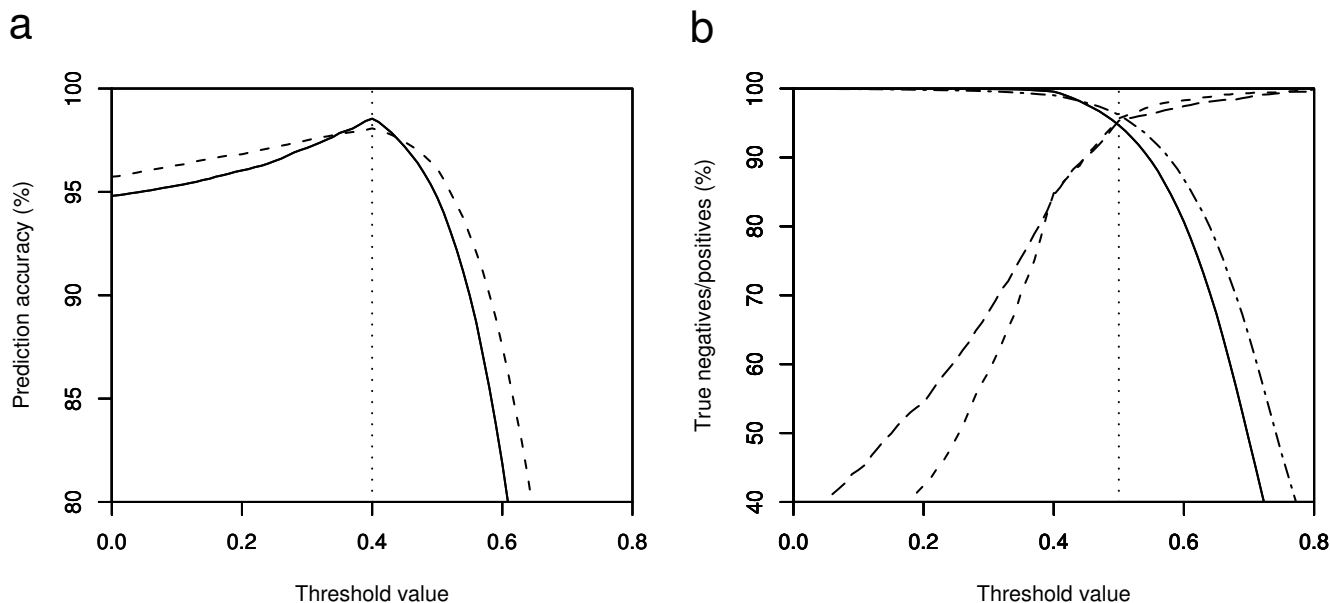 a
Prediction accuracy (%)
100
95
90
85
80
0.0 0.2 0.4 0.6 0.8
Threshold value
b
True negatives/positives (%)
100
90
80
70
60
50
40
0.0 0.2 0.4 0.6 0.8
Threshold value